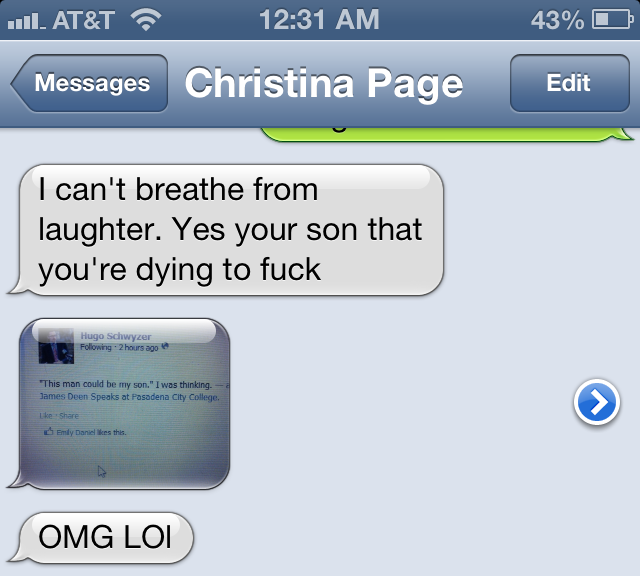 AT&T 12:31 AM 43%
Messages Christina Page Edit
I can't breathe from
laughter. Yes your son that
you're dying to fuck
Hugo Schwyzer
Following · 2 hours ago
"This man could be my son." I was thinking. —
James Deen Speaks at Pasadena City College.
Like · Share
Emily Daniel likes this.
OMG LOl